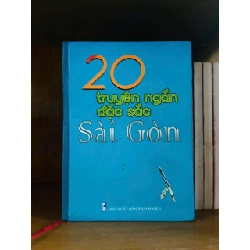 20
truyện ngắn
đặc sắc
Sài Gòn